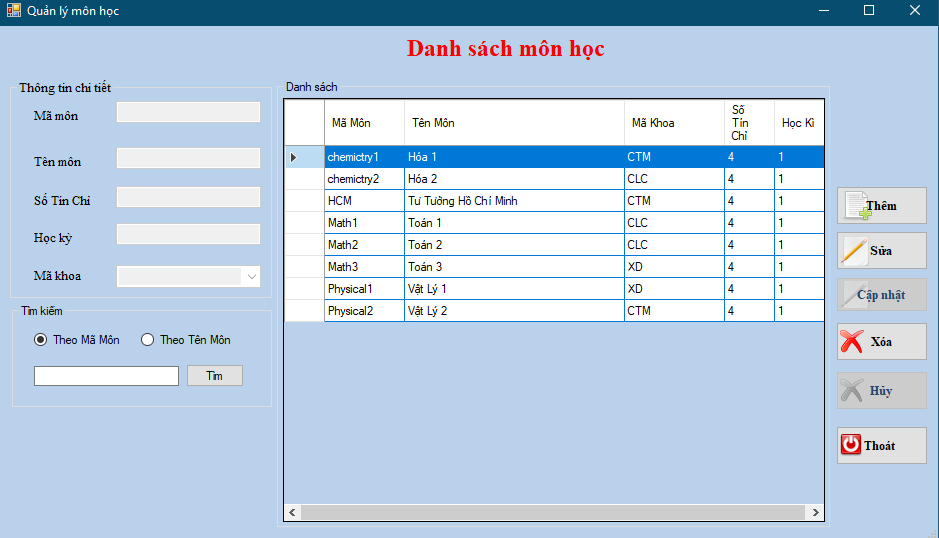 Quản lý môn học
Danh sách môn học
Thông tin chi tiết
Mã môn
Tên môn
Số Tín Chỉ
Học kỳ
Mã khoa
Tìm kiếm
Theo Mã Môn Theo Tên Môn
Tìm
Danh sách
Mã Môn Tên Môn Mã Khoa Số Tín Chỉ Học Kì
chemictry1 Hóa 1 CTM 4 1
chemictry2 Hóa 2 CLC 4 1
HCM Tư Tưởng Hồ Chí Minh CTM 4 1
Math1 Toán 1 CLC 4 1
Math2 Toán 2 CLC 4 1
Math3 Toán 3 XD 4 1
Physical1 Vật Lý 1 XD 4 1
Physical2 Vật Lý 2 CTM 4 1
Thêm
Sửa
Cập nhật
Xóa
Hủy
Thoát